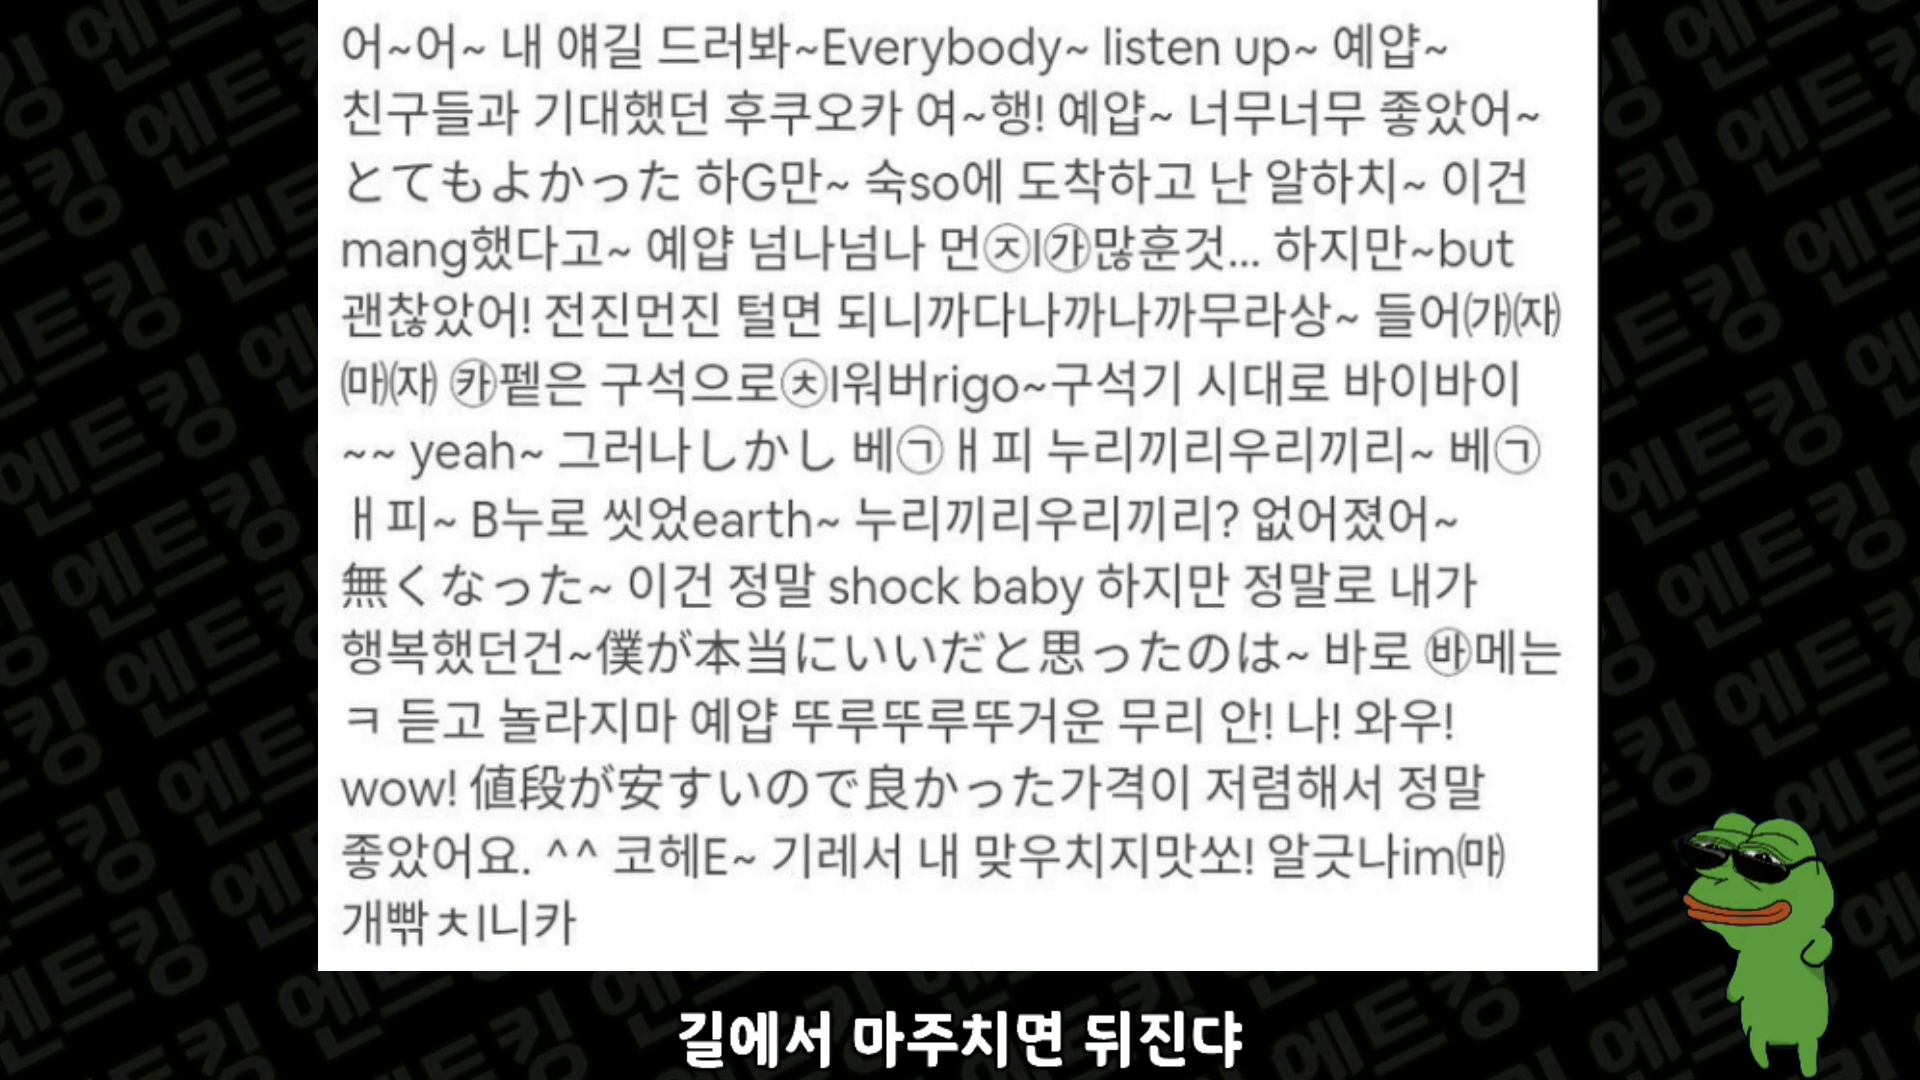 어~어~ 내 얘길 드러봐~Everybody~ listen up~ 예얍~
친구들과 기대했던 후쿠오카 여~행! 예얍~ 너무너무 좋았어~
とてもよかった 하G만~ 숙so에 도착하고 난 알하치~ 이건
mang했다고~ 예얍 넘나넘나 먼㉨l㉮많훈것... 하지만~but
괜찮았어! 전진먼진 털면 되니까다나까나까무라상~ 들어㈎㈐
㈒㈐ ㉸펱은 구석으로㉩l워버rigo~구석기 시대로 바이바이
~~ yeah~ 그러나しかし 베㉠ㅐ피 누리끼리우리끼리~ 베㉠
ㅐ피~ B누로 씻었earth~ 누리끼리우리끼리? 없어졌어~
無くなった~ 이건 정말 shock baby 하지만 정말로 내가
행복했던건~僕が本当にいいだと思ったのは~ 바로 ㉳메는
ㅋ 듣고 놀라지마 예얍 뚜루뚜루뚜거운 무리 안! 나! 와우!
wow! 値段が安すいので良かった가격이 저렴해서 정말
좋았어요. ^^ 코헤E~ 기레서 내 맞우치지맛쏘! 알긋나im㈒
개빢ㅊl니카
길에서 마주치면 뒤진댜
엔트킹